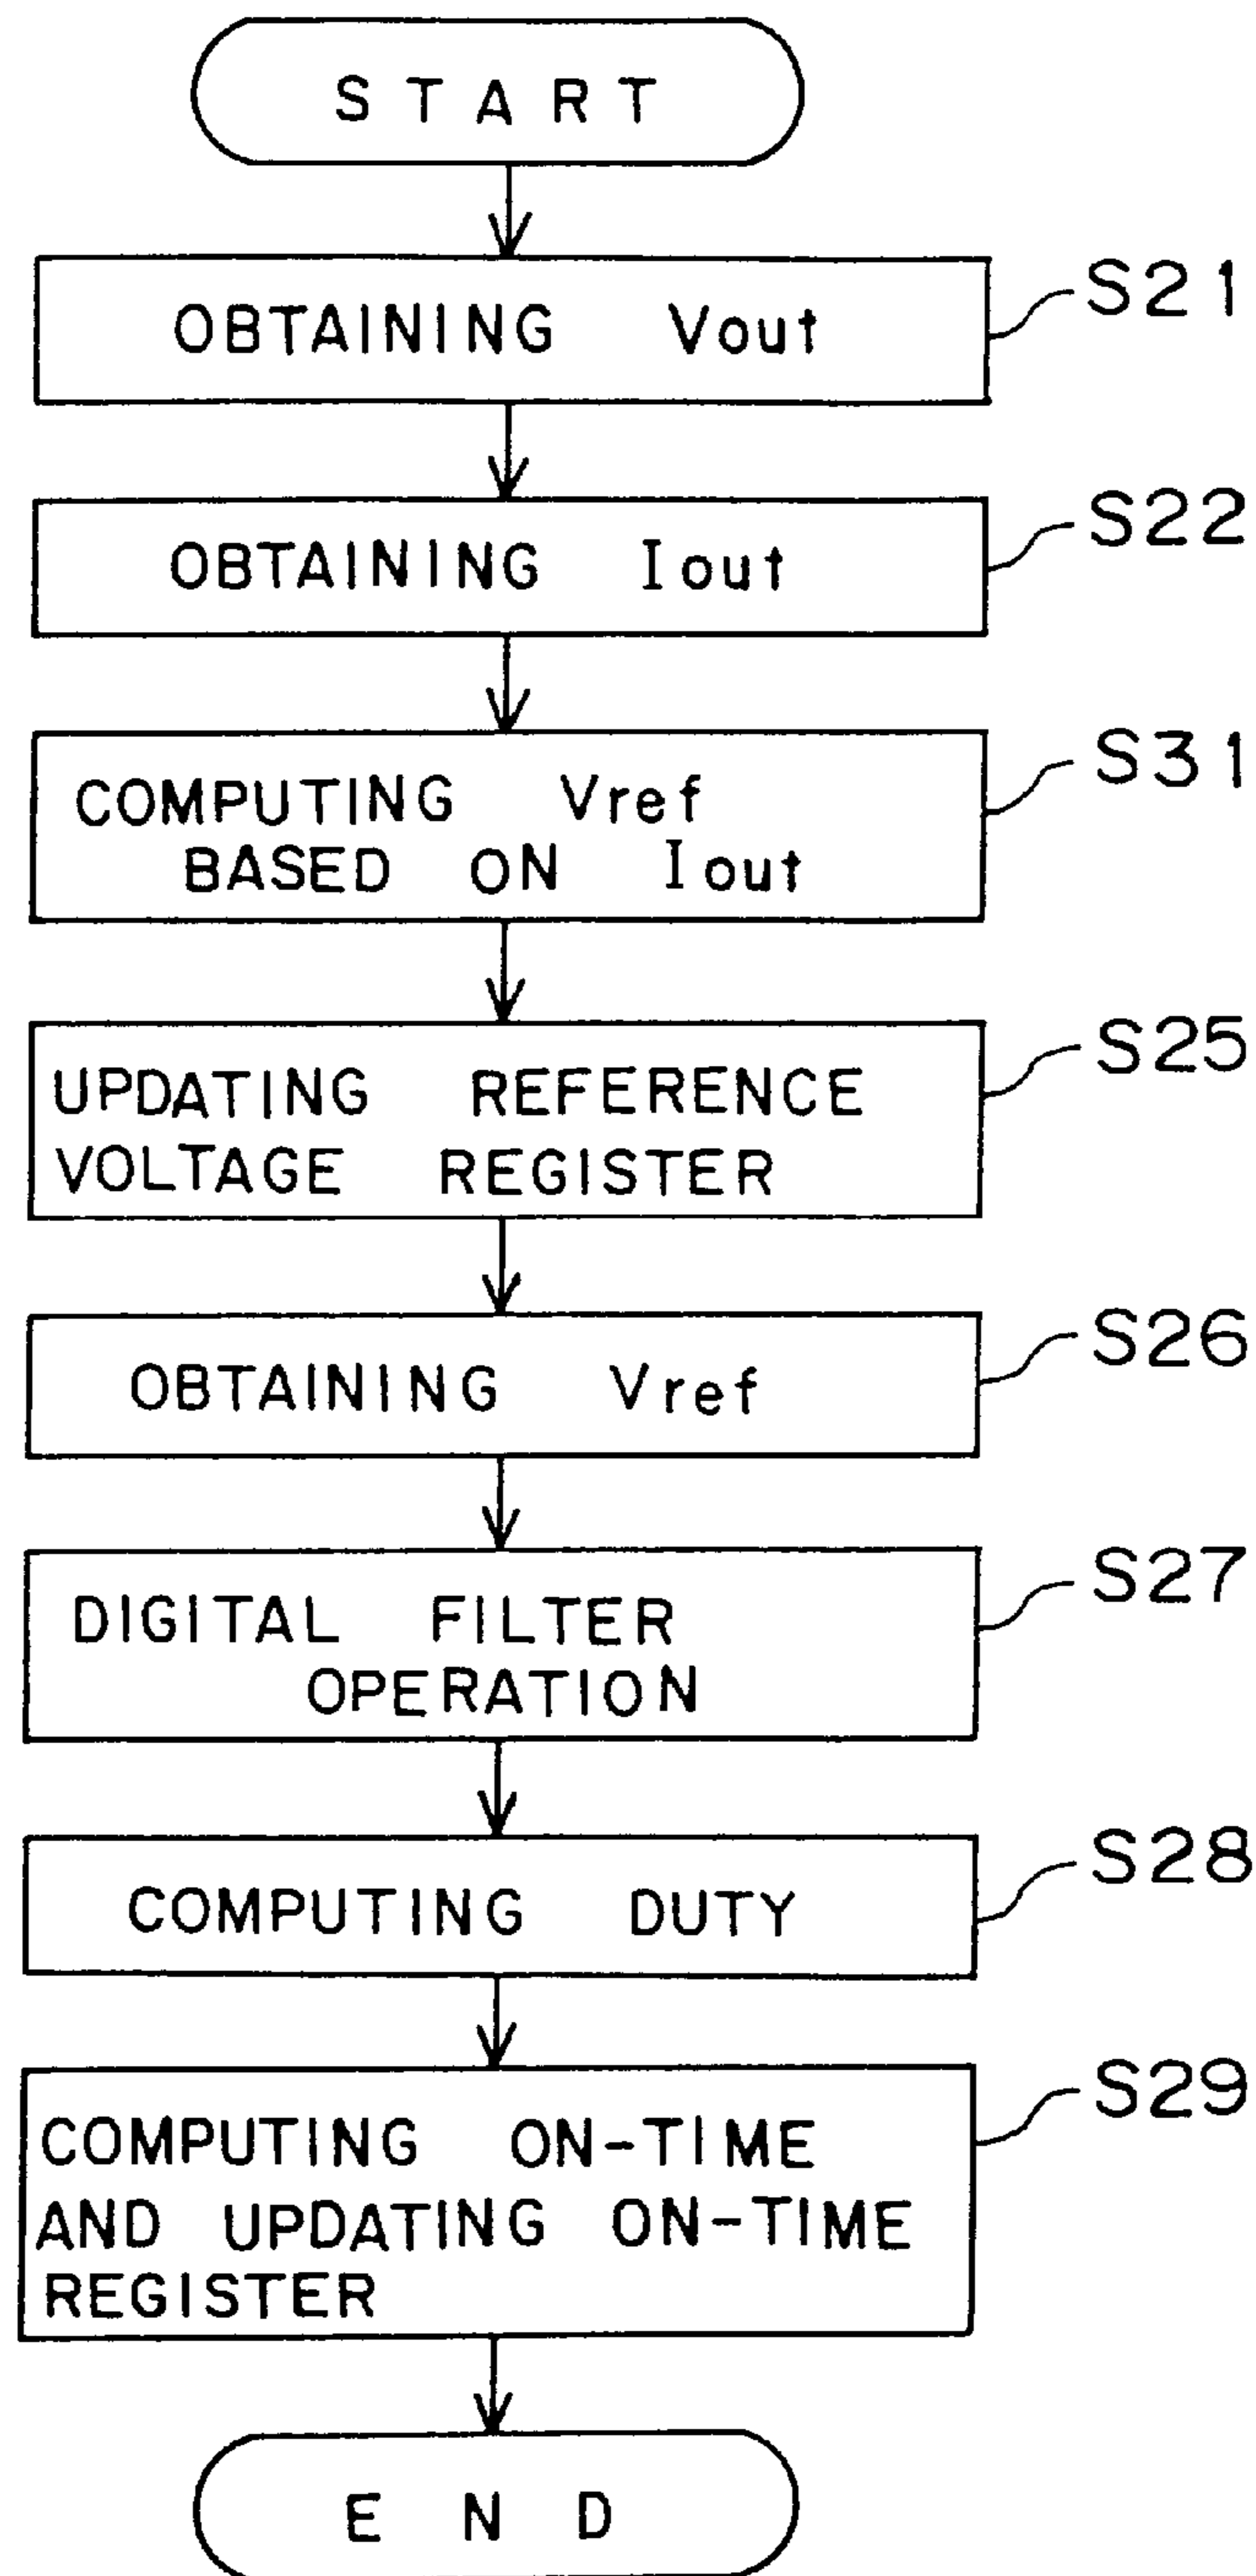 START
OBTAINING Vout
S21
OBTAINING Iout
S22
COMPUTING Vref
BASED ON Iout
S31
UPDATING REFERENCE
VOLTAGE REGISTER
S25
OBTAINING Vref
S26
DIGITAL FILTER
OPERATION
S27
COMPUTING DUTY
S28
COMPUTING ON-TIME
AND UPDATING ON-TIME
REGISTER
S29
END